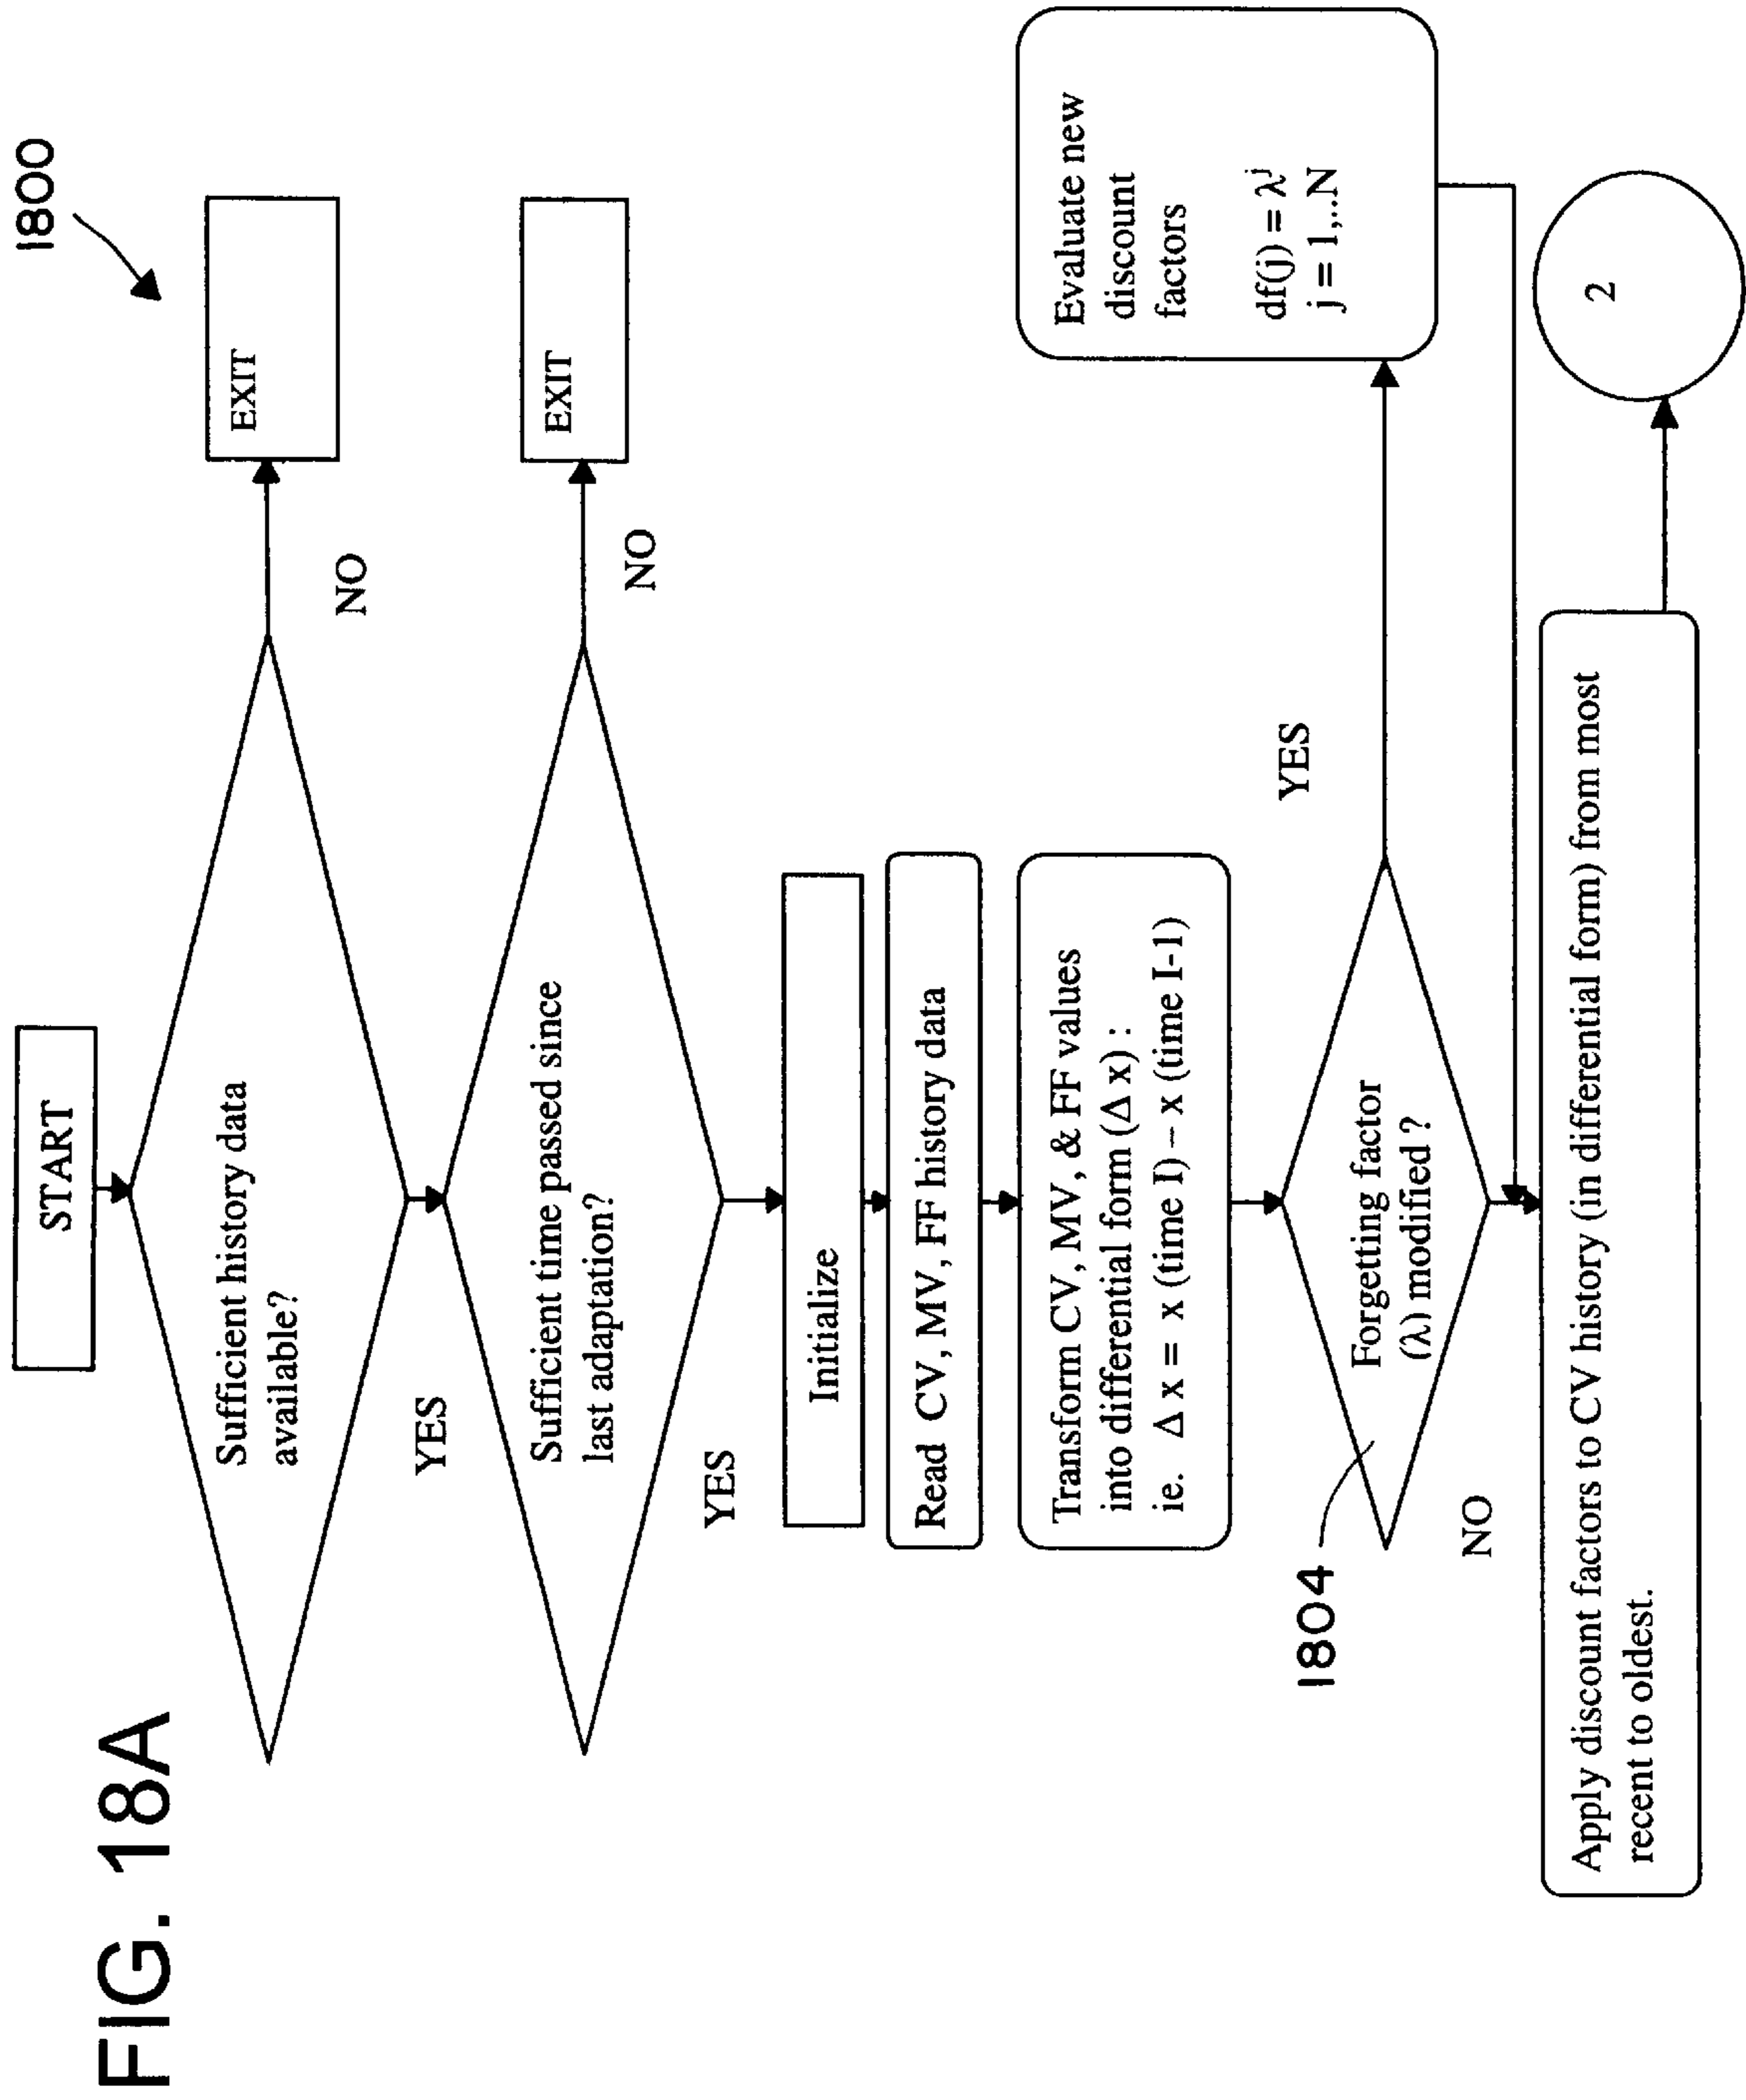 FIG. 18A
1800
START
Sufficient history data
available?
NO
EXIT
YES
Sufficient time passed since
last adaptation?
NO
EXIT
YES
Initialize
Read CV, MV, FF history data
Transform CV, MV, & FF values
into differential form (Δ x) :
ie. Δ x = x (time I) – x (time I-1)
1804
Forgetting factor
(λ) modified ?
YES
Evaluate new
discount
factors
df(j) = λʲ
j = 1,..N
NO
Apply discount factors to CV history (in differential form) from most
recent to oldest.
2